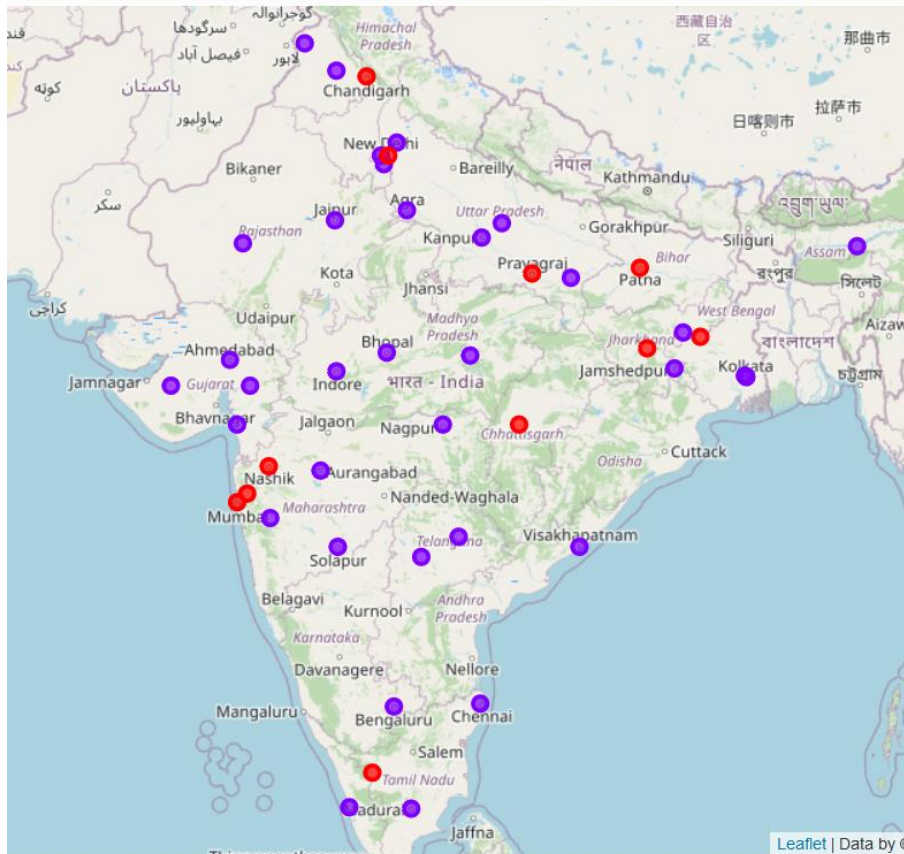 گوجرانوالہ
سرگودھا
Himachal
Pradesh
西藏自治
区
那曲市
فیصل آباد
لاہور
کوئٹہ
پاکستان
Chandigarh
拉萨市
日喀则市
بہاولپور
New Delhi
Bareilly
नेपाल
Bikaner
Kathmandu
سکر
Agra
Jaipur
Uttar Pradesh
Gorakhpur
Rajasthan
Kanpur
Siliguri
Assam
Prayagraj
Bihar
Patna
রংপুর
Kota
Jhansi
সিলেট
کراچی
Udaipur
Madhya
Pradesh
West Bengal
Jharkhand
বাংলাদেশ
Aizaw
Ahmedabad
Bhopal
Jamnagar
Gujarat
Indore
भारत - India
Jamshedpur
Kolkata
চট্টগ্রাম
Bhavnagar
Jalgaon
Nagpur
Chhattisgarh
Cuttack
Odisha
Nashik
Aurangabad
Nanded-Waghala
Mumbai
Maharashtra
Visakhapatnam
Solapur
Telangana
Belagavi
Kurnool
Andhra
Pradesh
Karnataka
Davanagere
Nellore
Mangaluru
Bengaluru
Chennai
Salem
Tamil Nadu
Madurai
Jaffna
Leaflet | Data by ©